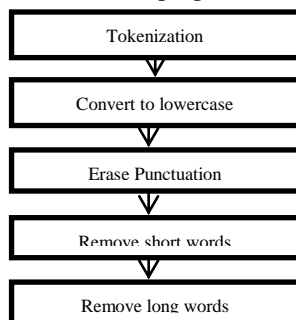 Tokenization
Convert to lowercase
Erase Punctuation
Remove short words
Remove long words